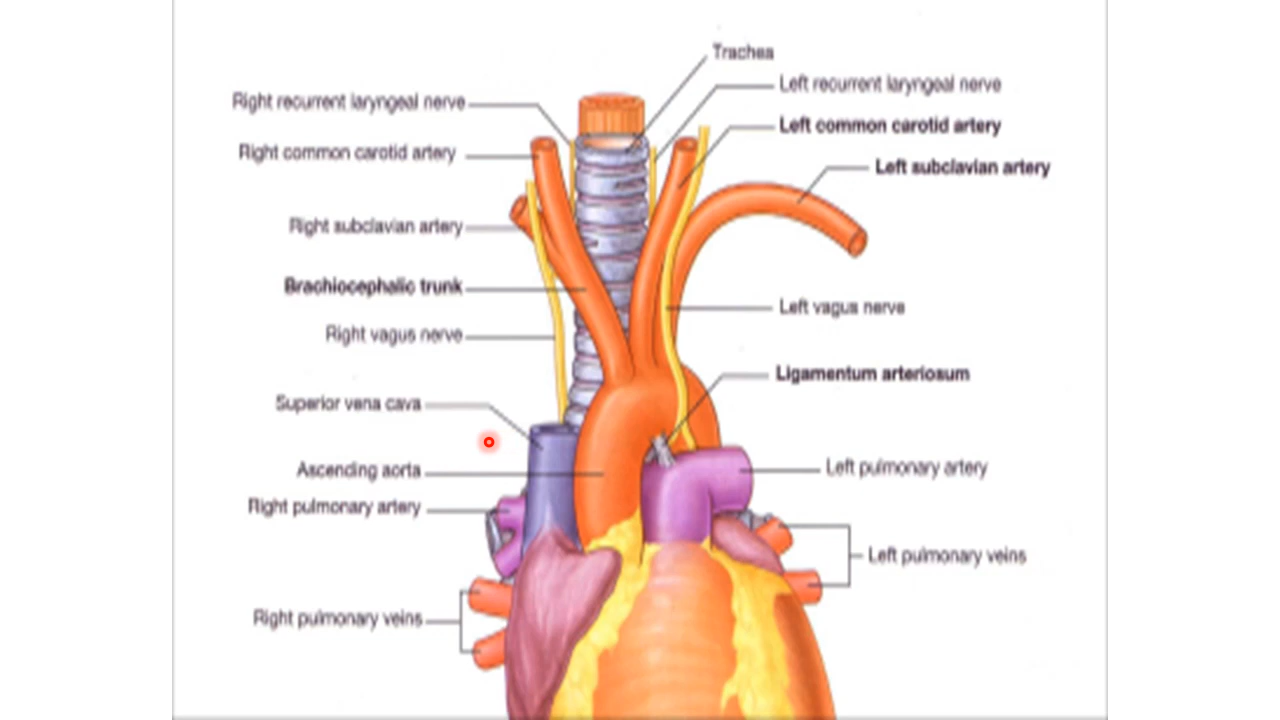 Trachea
Left recurrent laryngeal nerve
Right recurrent laryngeal nerve
Left common carotid artery
Right common carotid artery
Left subclavian artery
Right subclavian artery
Brachiocephalic trunk
Left vagus nerve
Right vagus nerve
Ligamentum arteriosum
Superior vena cava
Left pulmonary artery
Ascending aorta
Right pulmonary artery
Left pulmonary veins
Right pulmonary veins